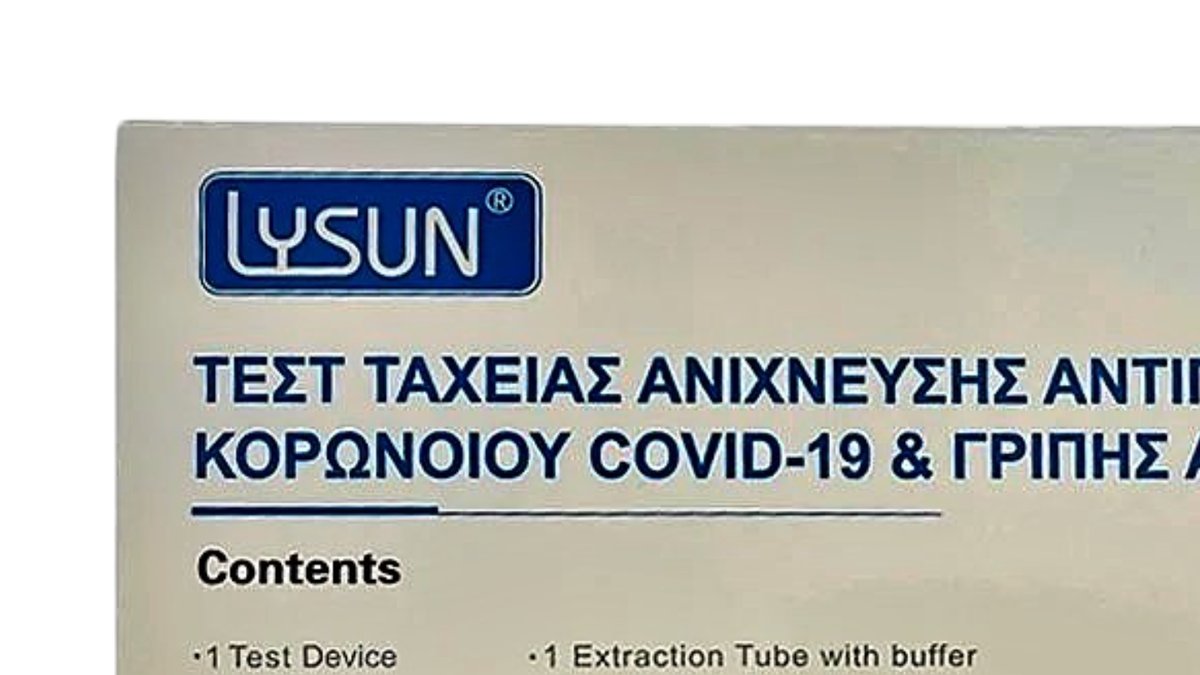 LYSUN®
ΤΕΣΤ ΤΑΧΕΙΑΣ ΑΝΙΧΝΕΥΣΗΣ
ΚΟΡΩΝΟΙΟΥ COVID-19 & ΓΡΙΠΗΣ
Contents
·1 Test Device
·1 Extraction Tube with buffer